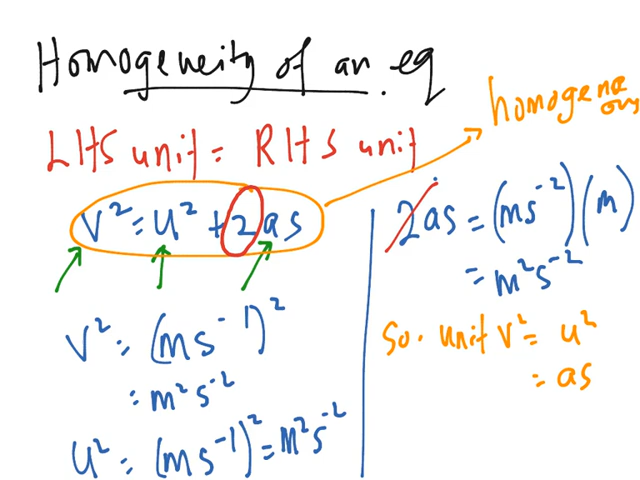 Homogeneity of an eq
homogeneous
LHS unit = RHS unit
v² = u² + 2as
v² = (ms⁻¹)²
= m²s⁻²
u² = (ms⁻¹)² = m²s⁻²
2as = (ms⁻²)(m)
= m²s⁻²
So. unit v² = u²
= as